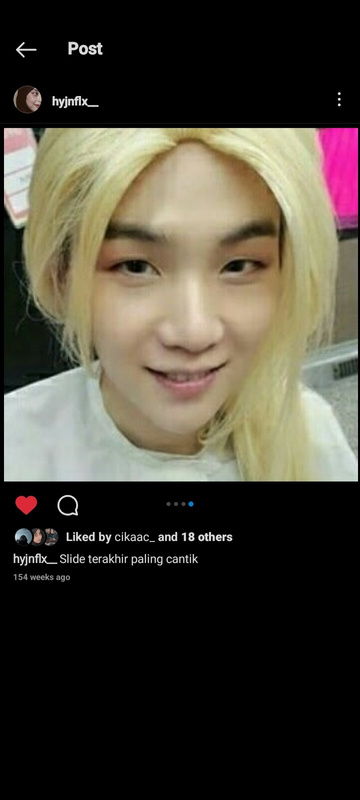 Post
hyjnflx__
Liked by cikaac_ and 18 others
hyjnflx__ Slide terakhir paling cantik
154 weeks ago